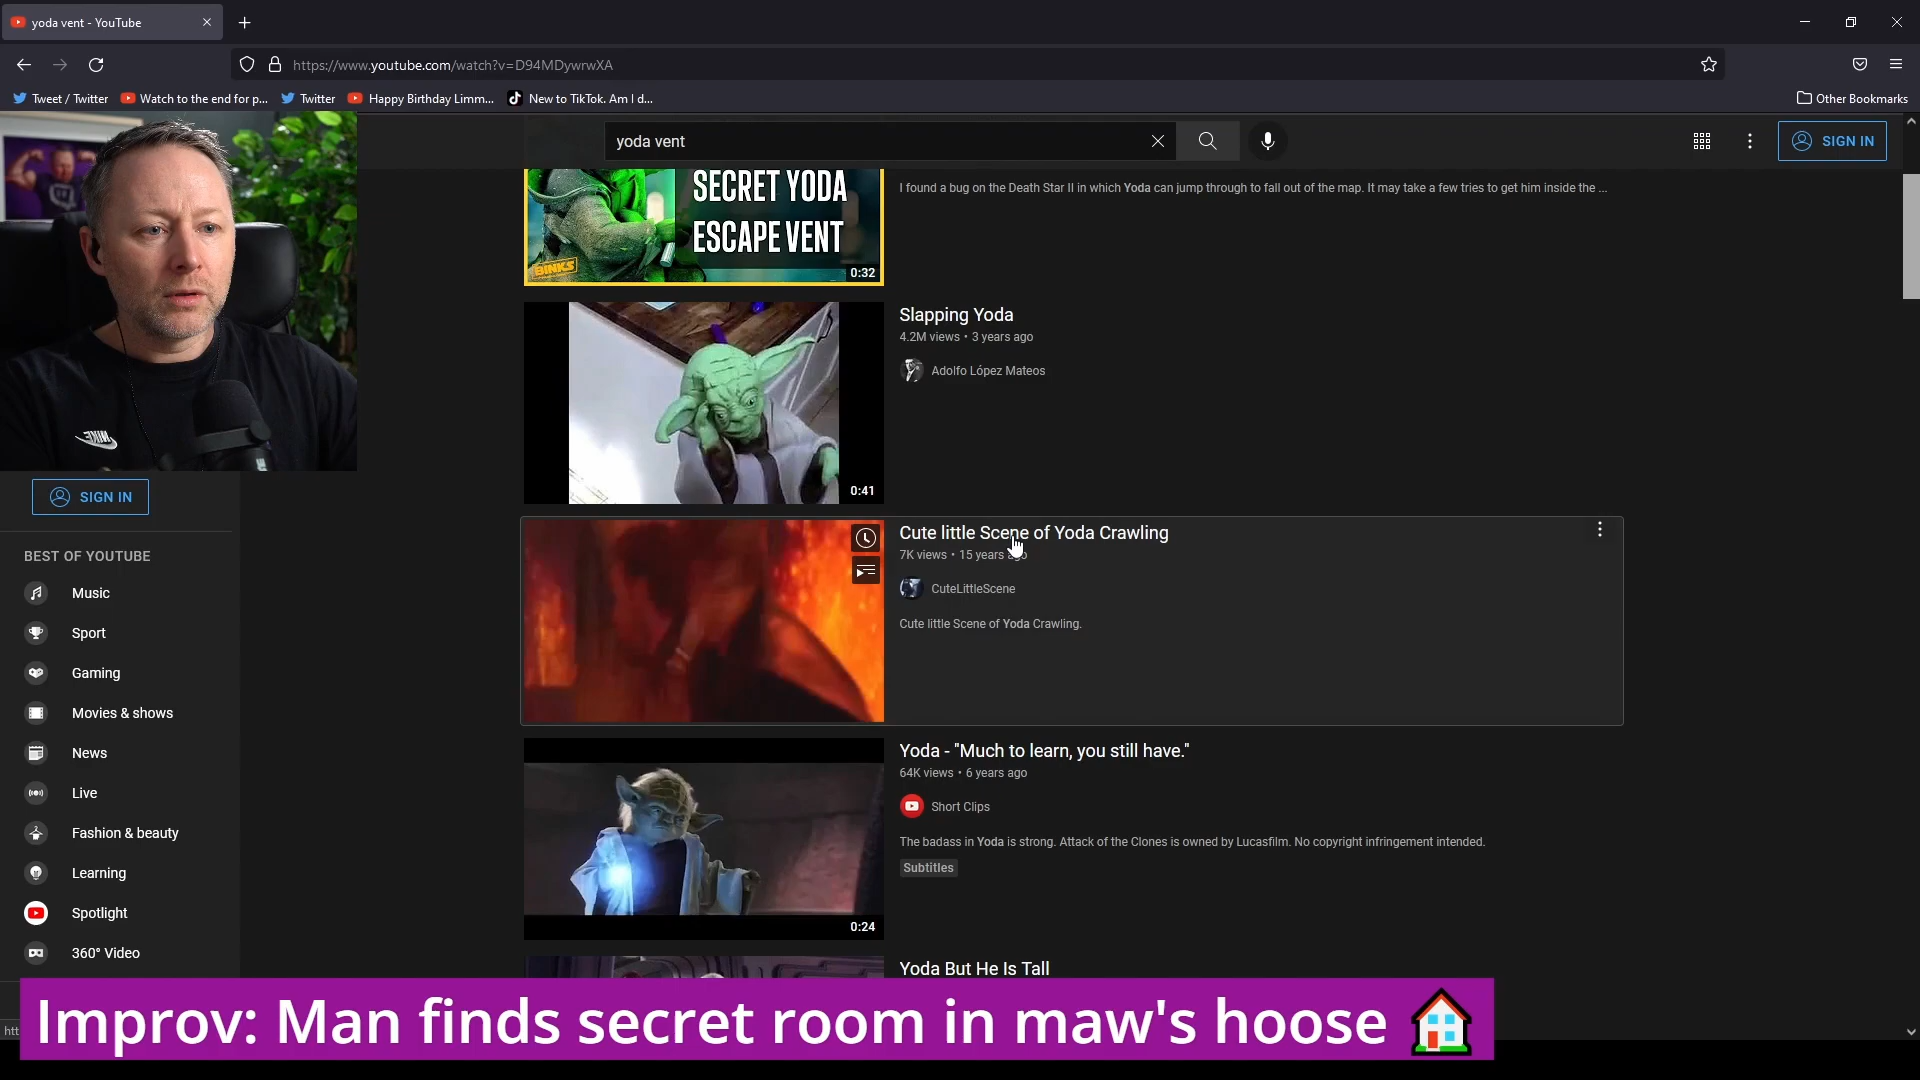 yoda vent - YouTube
https://www.youtube.com/watch?v=D94MDywrwXA
Tweet / Twitter
Watch to the end for p...
Twitter
Happy Birthday Limm...
New to TikTok. Am I d...
Other Bookmarks
yoda vent
SIGN IN
SECRET YODA
ESCAPE VENT
BINKS
0:32
I found a bug on the Death Star II in which Yoda can jump through to fall out of the map. It may take a few tries to get him inside the ...
Slapping Yoda
4.2M views • 3 years ago
Adolfo López Mateos
0:41
NIKE
SIGN IN
BEST OF YOUTUBE
Music
Sport
Gaming
Movies & shows
News
Live
Fashion & beauty
Learning
Spotlight
360° Video
Cute little Scene of Yoda Crawling
7K views • 15 years ago
CuteLittleScene
Cute little Scene of Yoda Crawling.
Yoda - "Much to learn, you still have."
64K views • 6 years ago
Short Clips
The badass in Yoda is strong. Attack of the Clones is owned by Lucasfilm. No copyright infringement intended.
Subtitles
0:24
Yoda But He Is Tall
htt
Improv: Man finds secret room in maw's hoose